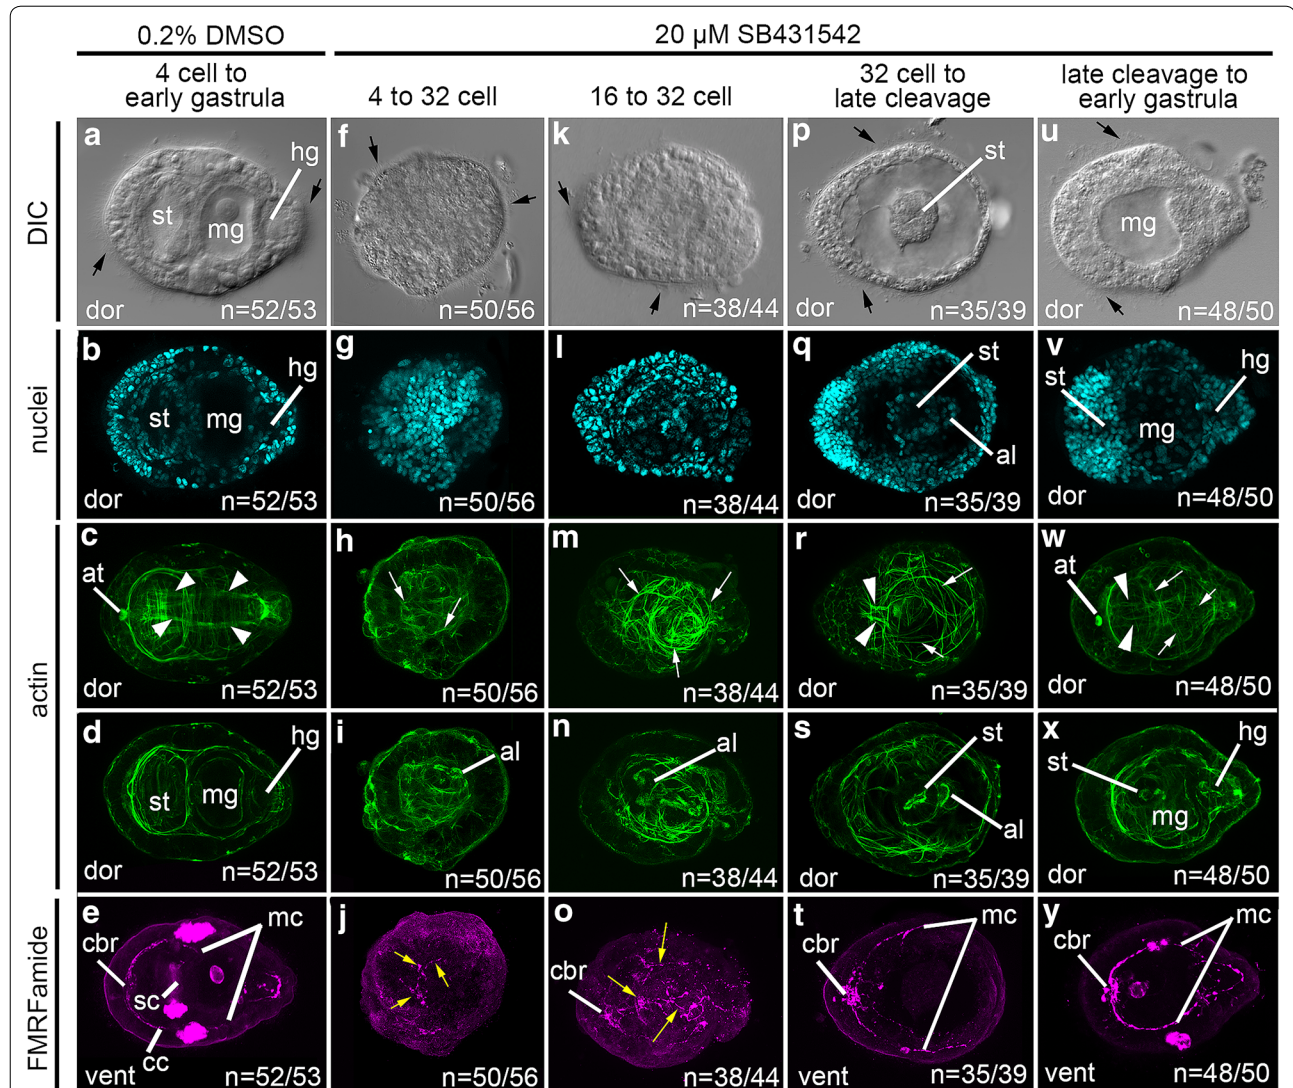 0.2% DMSO
20 µM SB431542
4 cell to
early gastrula
4 to 32 cell
16 to 32 cell
32 cell to
late cleavage
late cleavage to
early gastrula
DIC
a
hg
st
mg
dor
n=52/53
f
n=50/56
k
n=38/44
p
st
dor
n=35/39
u
mg
dor
n=48/50
nuclei
b
hg
st
mg
dor
n=52/53
g
n=50/56
l
n=38/44
q
st
al
dor
n=35/39
v
st
hg
mg
dor
n=48/50
actin
c
at
dor
n=52/53
h
n=50/56
m
n=38/44
r
dor
n=35/39
w
at
dor
n=48/50
d
hg
st
mg
dor
n=52/53
i
al
n=50/56
n
al
n=38/44
s
st
al
dor
n=35/39
x
hg
st
mg
dor
n=48/50
FMRFamide
e
mc
cbr
sc
cc
vent
n=52/53
j
n=50/56
o
cbr
n=38/44
t
mc
cbr
vent
n=35/39
y
mc
cbr
vent
n=48/50